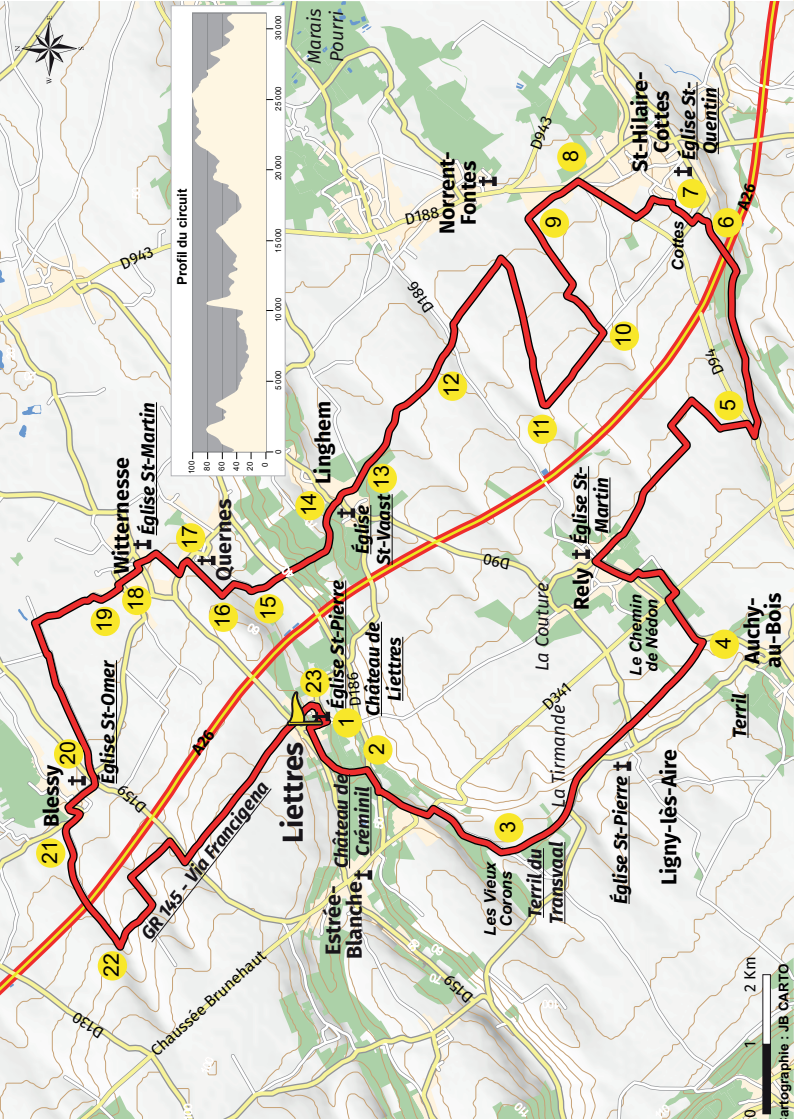 Marais
Pourri
Profil du circuit
100
80
60
40
20
0
0
5 000
10 000
15 000
20 000
25 000
30 000
N
E
S
W
D943
D188
Norrent-
Fontes
D943
8
St-Hilaire-
Cottes
Église St-
Quentin
7
Cottes
6
A26
9
10
11
12
D186
D94
5
Linghem
14
13
Église
St-Vaast
D90
Witternesse
Église St-Martin
17
Quernes
16
15
18
19
Rely
Église St-
Martin
La Couture
Le Chemin
de Nédon
4
Auchy-
au-Bois
Terril
D341
La Tirmande
Église St-Pierre
Ligny-lès-Aire
23
Église St-Pierre
D186
1
Château de
Liettres
2
Liettres
Château de
Créminil
Estrée-
Blanche
3
Les Vieux
Corons
Terril du
Transvaal
A26
20
Église St-Omer
Blessy
D159
21
22
GR 145 - Via Francigena
Chaussée Brunehaut
D130
D159
60
80
70
90
110
0
1
2 Km
artographie : JB CARTO